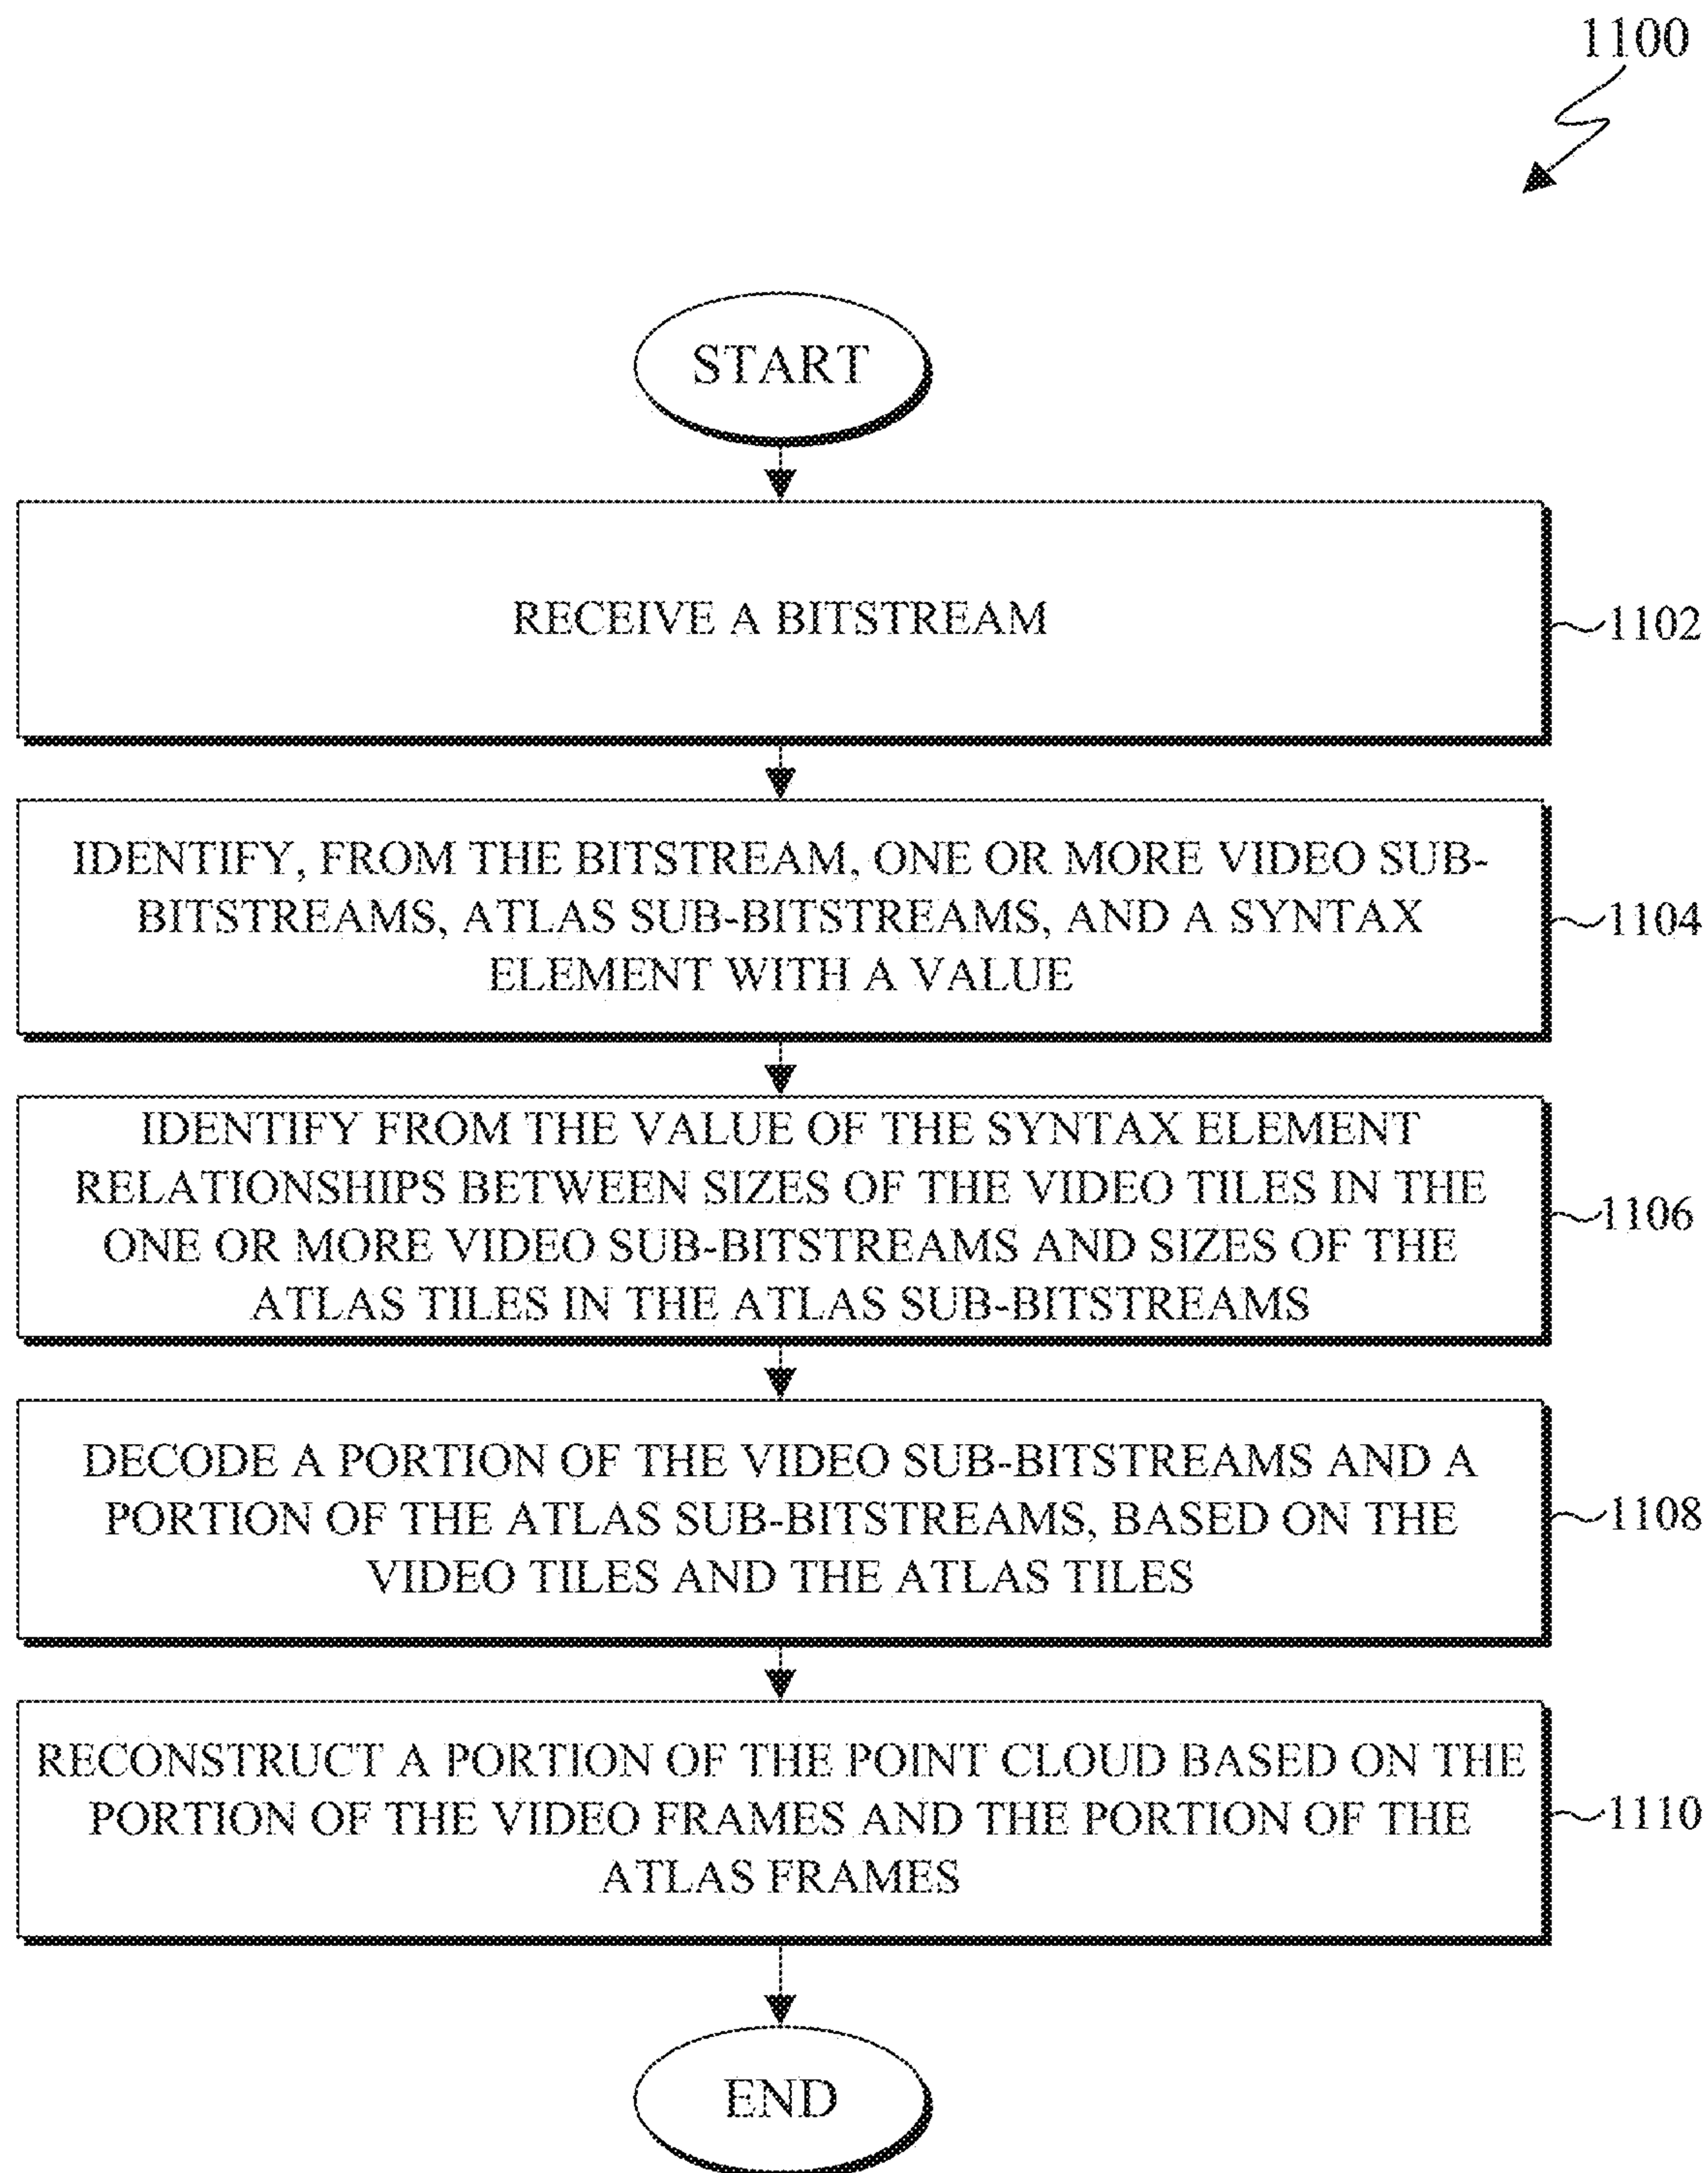 1100
START
RECEIVE A BITSTREAM
1102
IDENTIFY, FROM THE BITSTREAM, ONE OR MORE VIDEO SUB-
BITSTREAMS, ATLAS SUB-BITSTREAMS, AND A SYNTAX
ELEMENT WITH A VALUE
1104
IDENTIFY FROM THE VALUE OF THE SYNTAX ELEMENT
RELATIONSHIPS BETWEEN SIZES OF THE VIDEO TILES IN THE
ONE OR MORE VIDEO SUB-BITSTREAMS AND SIZES OF THE
ATLAS TILES IN THE ATLAS SUB-BITSTREAMS
1106
DECODE A PORTION OF THE VIDEO SUB-BITSTREAMS AND A
PORTION OF THE ATLAS SUB-BITSTREAMS, BASED ON THE
VIDEO TILES AND THE ATLAS TILES
1108
RECONSTRUCT A PORTION OF THE POINT CLOUD BASED ON THE
PORTION OF THE VIDEO FRAMES AND THE PORTION OF THE
ATLAS FRAMES
1110
END